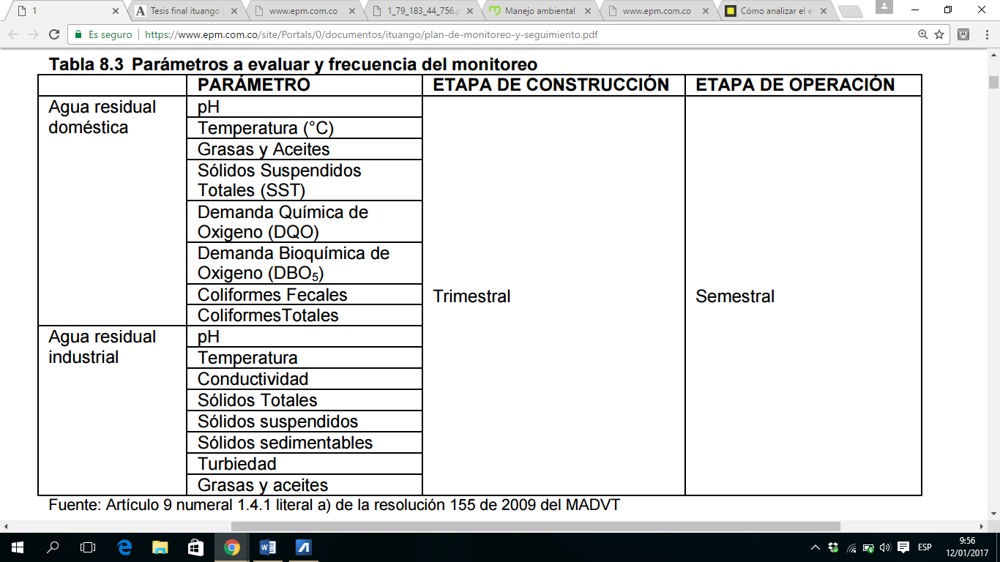 1
Tesis final ituango
www.epm.com.co
1_79_183_44_756.p
Manejo ambiental
www.epm.com.co
Cómo analizar el e
Es seguro
https://www.epm.com.co/site/Portals/0/documentos/ituango/plan-de-monitoreo-y-seguimiento.pdf
Tabla 8.3 Parámetros a evaluar y frecuencia del monitoreo
PARÁMETRO
ETAPA DE CONSTRUCCIÓN
ETAPA DE OPERACIÓN
Agua residual
doméstica
pH
Temperatura (°C)
Grasas y Aceites
Sólidos Suspendidos
Totales (SST)
Demanda Química de
Oxigeno (DQO)
Demanda Bioquímica de
Oxigeno (DBO₅)
Coliformes Fecales
ColiformesTotales
Trimestral
Semestral
Agua residual
industrial
pH
Temperatura
Conductividad
Sólidos Totales
Sólidos suspendidos
Sólidos sedimentables
Turbiedad
Grasas y aceites
Fuente: Artículo 9 numeral 1.4.1 literal a) de la resolución 155 de 2009 del MADVT
ESP
9:56
12/01/2017